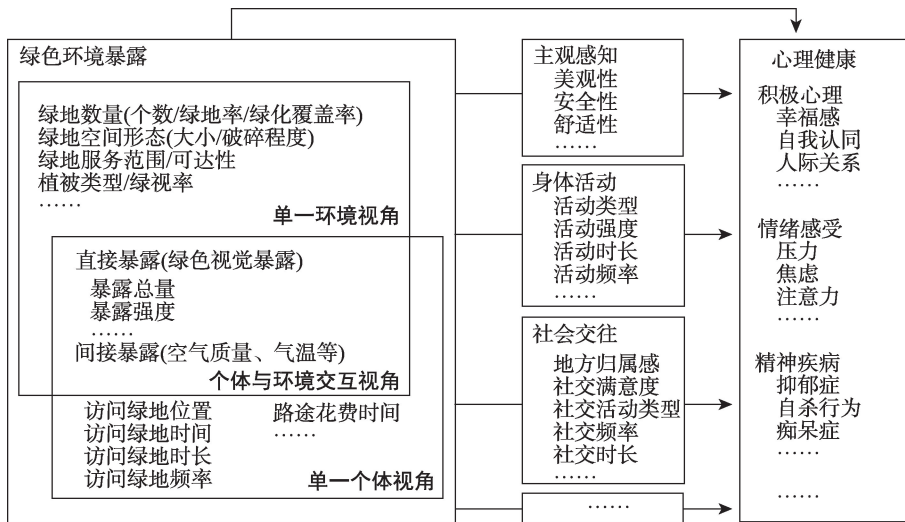 绿色环境暴露
绿地数量(个数/绿地率/绿化覆盖率)
绿地空间形态(大小/破碎程度)
绿地服务范围/可达性
植被类型/绿视率
……
单一环境视角
直接暴露(绿色视觉暴露)
暴露总量
暴露强度
……
间接暴露(空气质量、气温等)
个体与环境交互视角
访问绿地位置
访问绿地时间
访问绿地时长
访问绿地频率
路途花费时间
……
单一个体视角
主观感知
美观性
安全性
舒适性
……
身体活动
活动类型
活动强度
活动时长
活动频率
……
社会交往
地方归属感
社交满意度
社交活动类型
社交频率
社交时长
……
……
心理健康
积极心理
幸福感
自我认同
人际关系
……
情绪感受
压力
焦虑
注意力
……
精神疾病
抑郁症
自杀行为
痴呆症
……
……